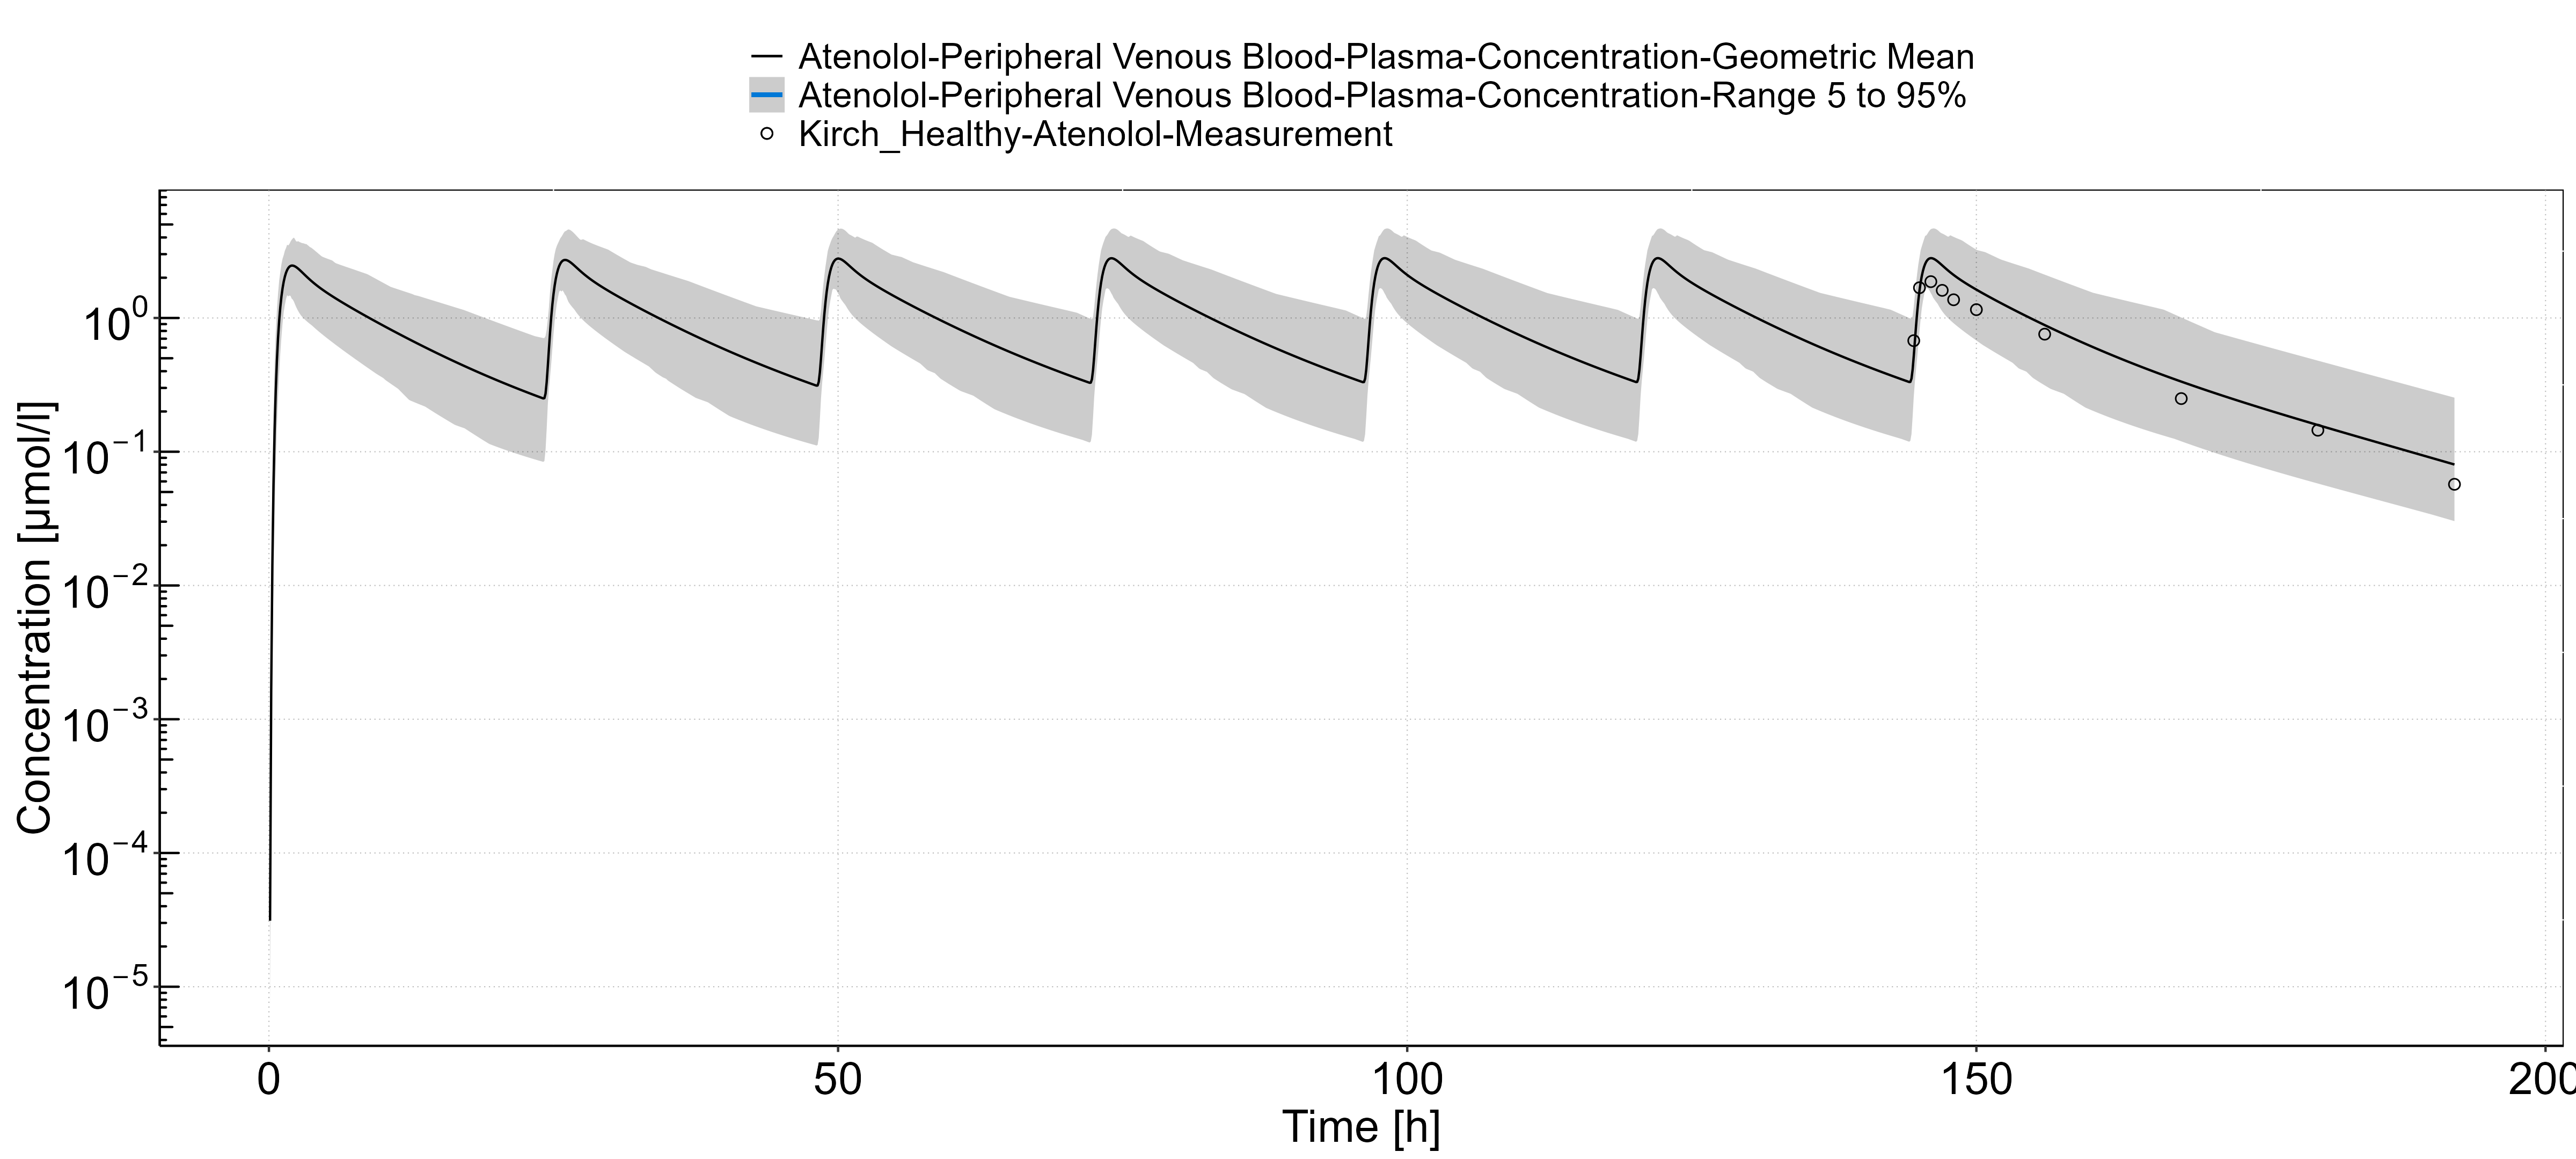 Atenolol-Peripheral Venous Blood-Plasma-Concentration-Geometric Mean
Atenolol-Peripheral Venous Blood-Plasma-Concentration-Range 5 to 95%
Kirch_Healthy-Atenolol-Measurement
Concentration [µmol/l]
10⁰
10⁻¹
10⁻²
10⁻³
10⁻⁴
10⁻⁵
0 50 100 150 200
Time [h]